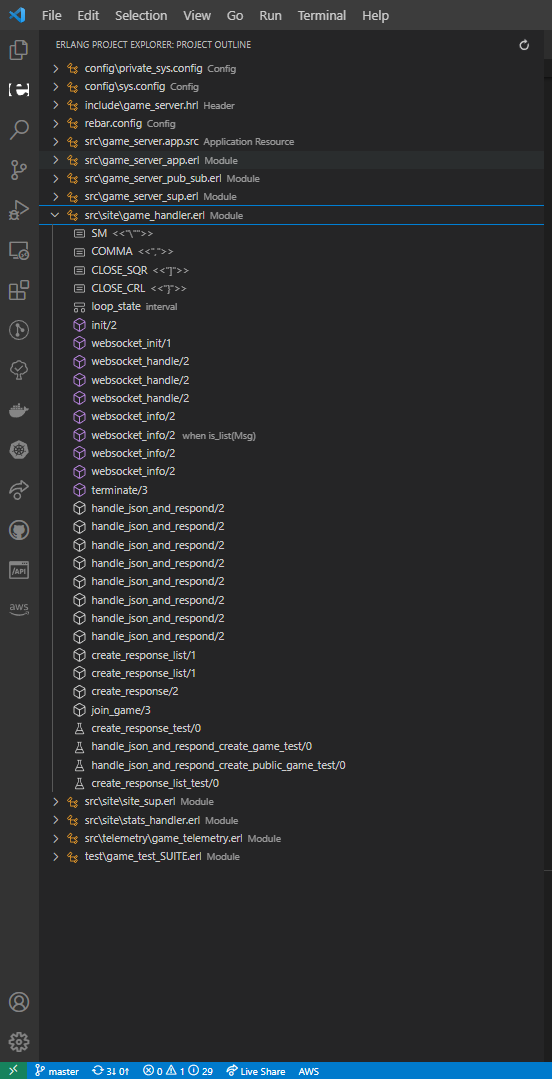 File Edit Selection View Go Run Terminal Help
ERLANG PROJECT EXPLORER: PROJECT OUTLINE
config\private_sys.config Config
config\sys.config Config
include\game_server.hrl Header
rebar.config Config
src\game_server.app.src Application Resource
src\game_server_app.erl Module
src\game_server_pub_sub.erl Module
src\game_server_sup.erl Module
src\site\game_handler.erl Module
SM <<"\"">>
COMMA <<",">>
CLOSE_SQR <<"]">>
CLOSE_CRL <<"}">>
loop_state interval
init/2
websocket_init/1
websocket_handle/2
websocket_handle/2
websocket_handle/2
websocket_info/2
websocket_info/2 when is_list(Msg)
websocket_info/2
websocket_info/2
terminate/3
handle_json_and_respond/2
handle_json_and_respond/2
handle_json_and_respond/2
handle_json_and_respond/2
handle_json_and_respond/2
handle_json_and_respond/2
handle_json_and_respond/2
handle_json_and_respond/2
create_response_list/1
create_response_list/1
create_response/2
join_game/3
create_response_test/0
handle_json_and_respond_create_game_test/0
handle_json_and_respond_create_public_game_test/0
create_response_list_test/0
src\site\site_sup.erl Module
src\site\stats_handler.erl Module
src\telemetry\game_telemetry.erl Module
test\game_test_SUITE.erl Module
/API
aws
master 3↓ 0↑ 0 1 29 Live Share AWS